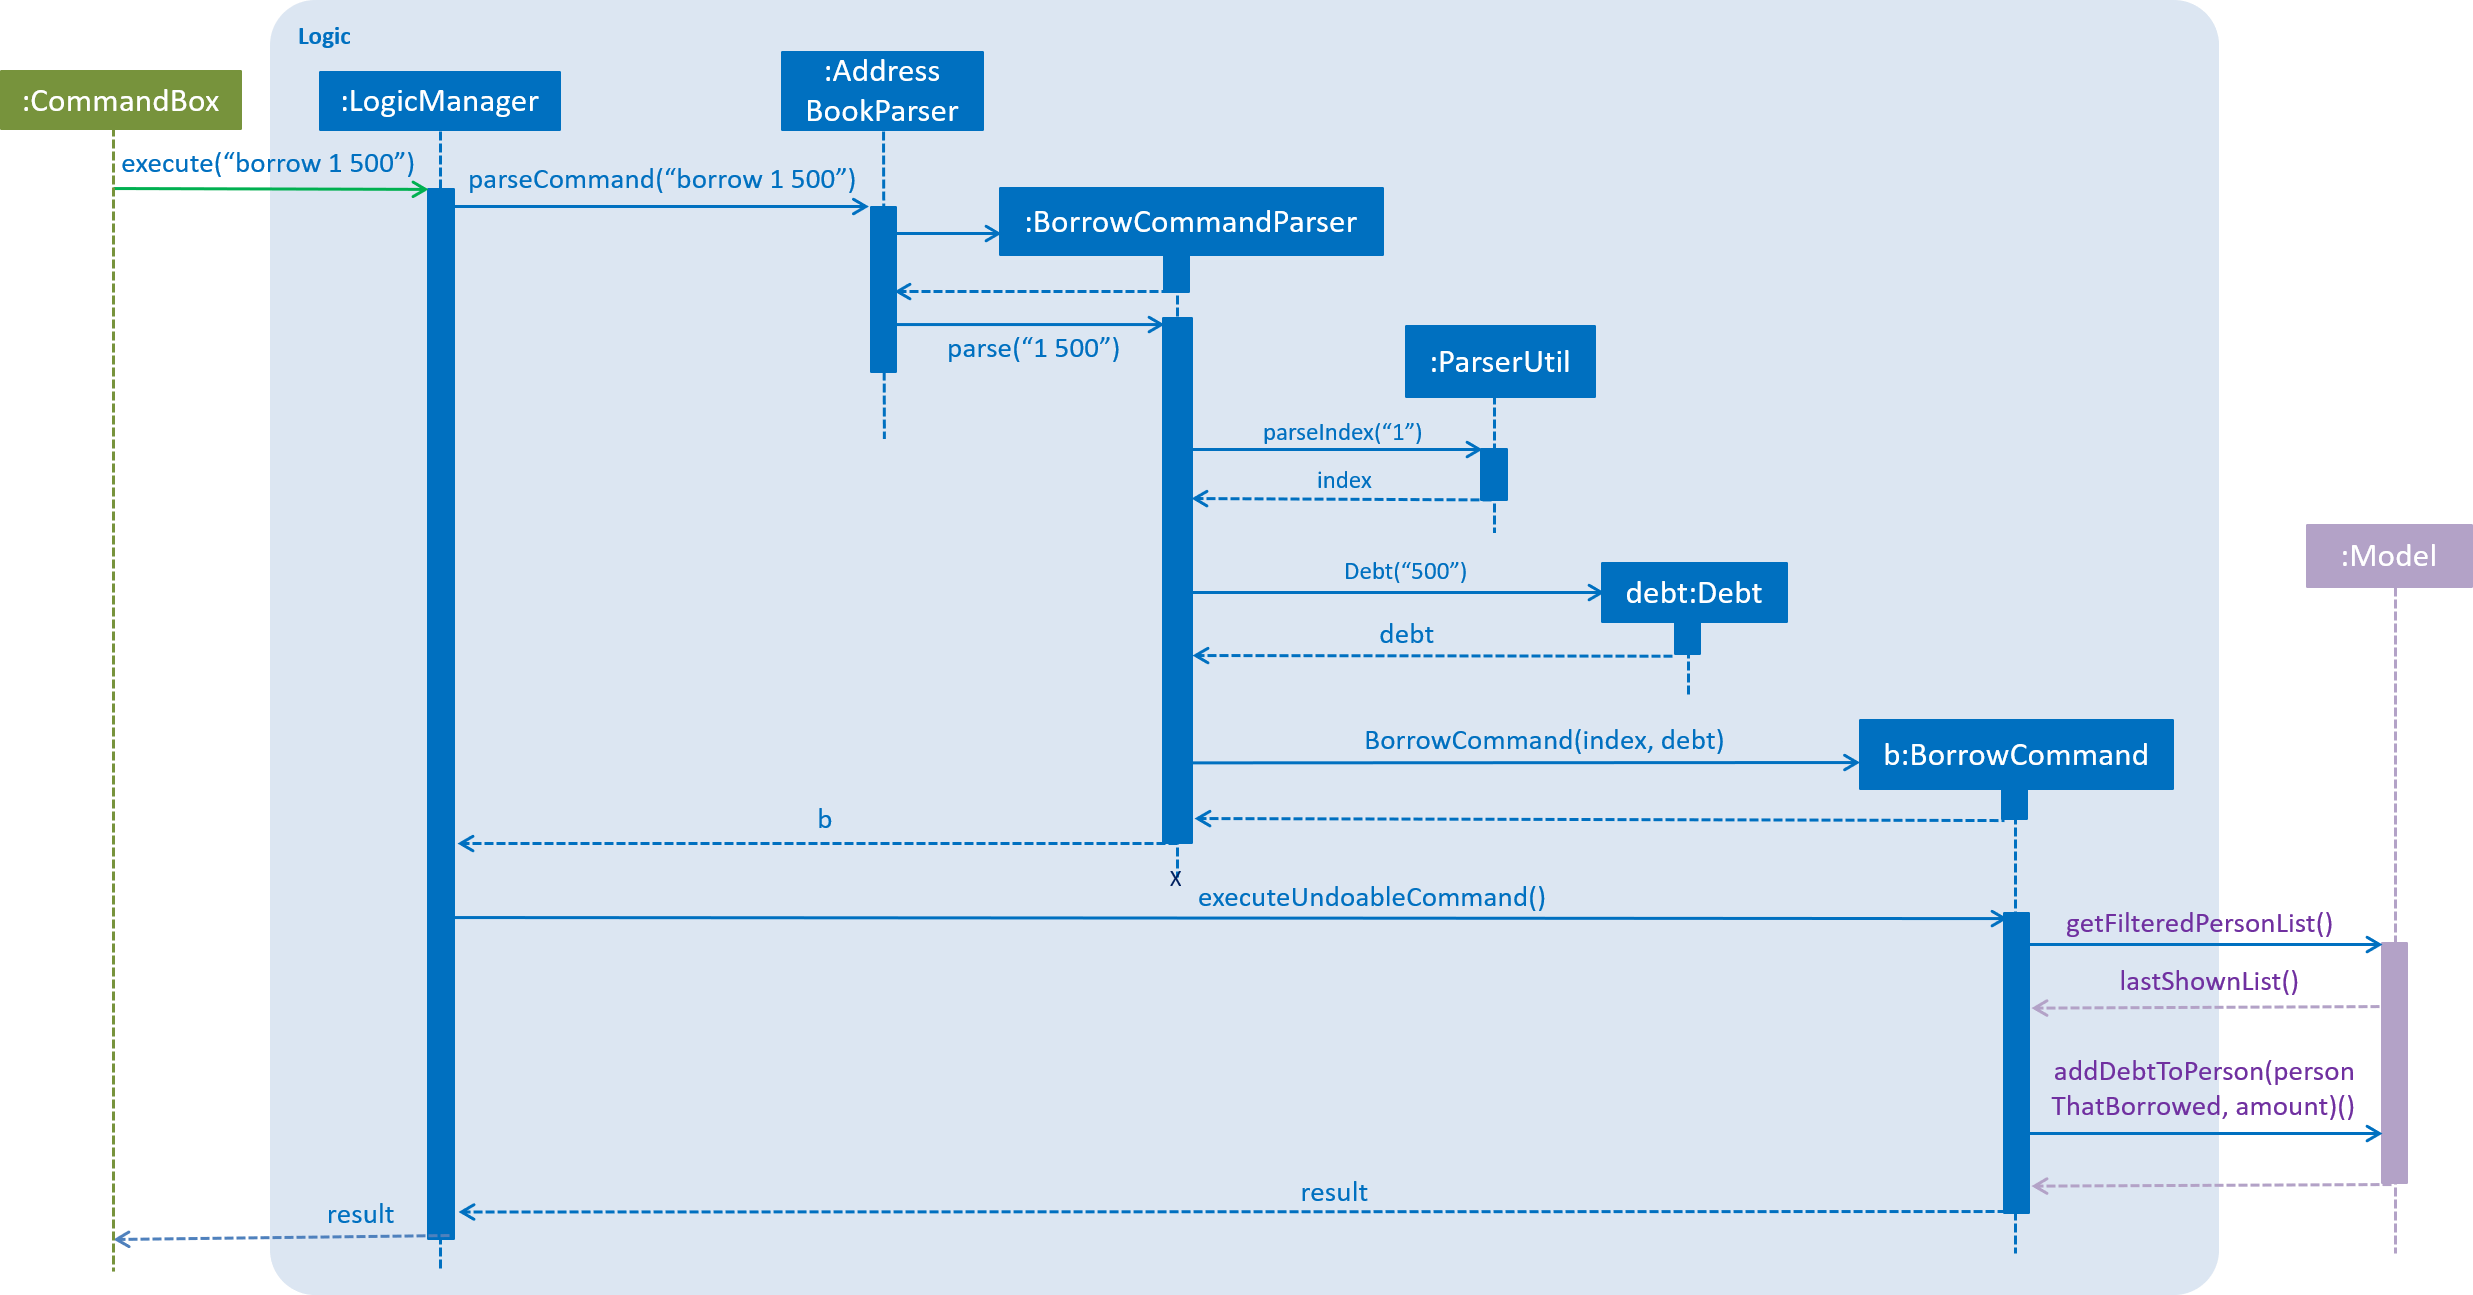 Logic
:CommandBox
:LogicManager
:Address
BookParser
execute(“borrow 1 500”)
parseCommand(“borrow 1 500”)
:BorrowCommandParser
parse(“1 500”)
:ParserUtil
parseIndex(“1”)
index
:Model
Debt(“500”)
debt:Debt
debt
BorrowCommand(index, debt)
b:BorrowCommand
b
X
executeUndoableCommand()
getFilteredPersonList()
lastShownList()
addDebtToPerson(person
ThatBorrowed, amount)()
result
result